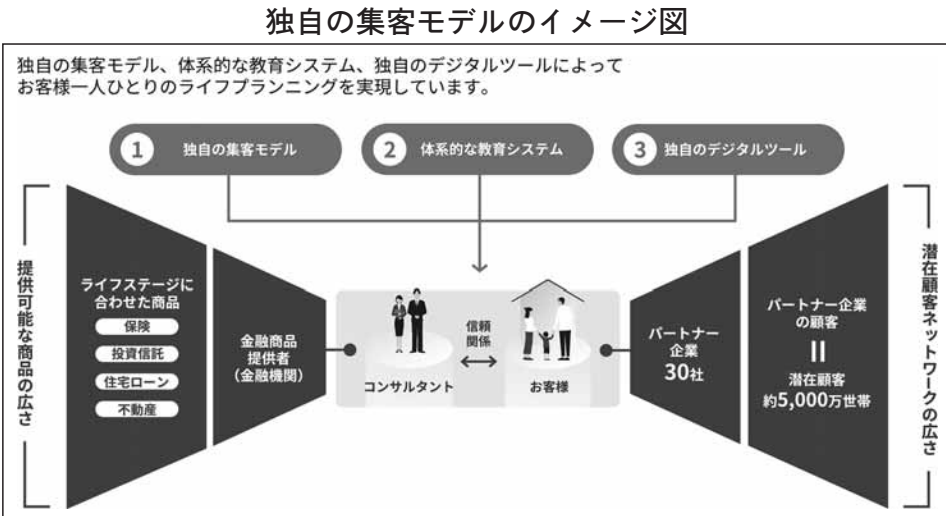 独自の集客モデルのイメージ図
独自の集客モデル、体系的な教育システム、独自のデジタルツールによって
お客様一人ひとりのライフプランニングを実現しています。
1 独自の集客モデル
2 体系的な教育システム
3 独自のデジタルツール
提供可能な商品の広さ
ライフステージに
合わせた商品
保険
投資信託
住宅ローン
不動産
金融商品
提供者
(金融機関)
コンサルタント
信頼
関係
お客様
パートナー
企業
30社
パートナー企業
の顧客
=
潜在顧客
約5,000万世帯
潜在顧客ネットワークの広さ